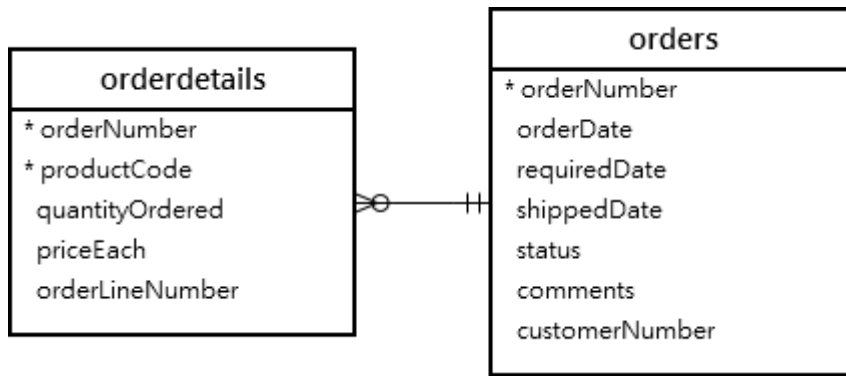 orderdetails
* orderNumber
* productCode
quantityOrdered
priceEach
orderLineNumber
orders
* orderNumber
orderDate
requiredDate
shippedDate
status
comments
customerNumber